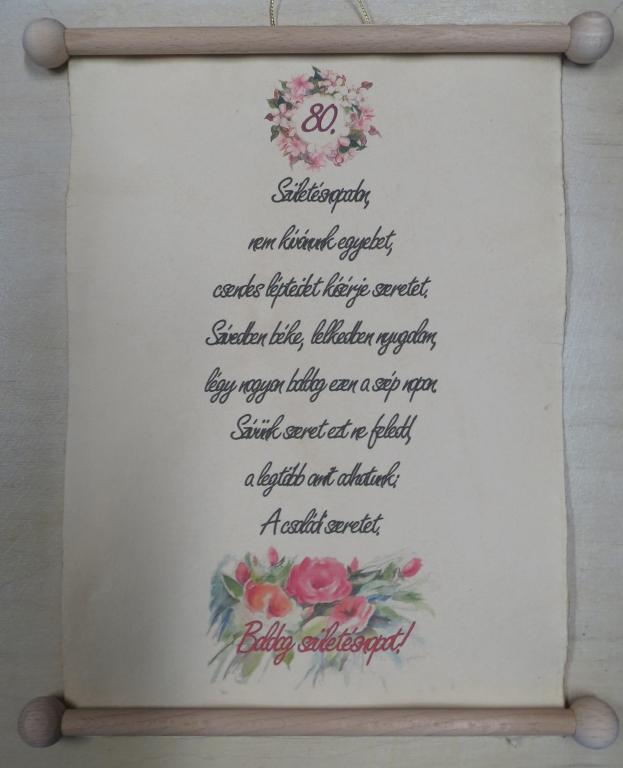 80.
Születésnapodon,
nem kívánunk egyebet,
csendes lépteidet kísérje szeretet.
Szívedben béke, lelkedben nyugalom,
légy nagyon boldog ezen a szép napon.
Szívünk szeret ezt ne feledd,
a legtöbb amit adhatunk:
A családi szeretet.
Boldog születésnapot!